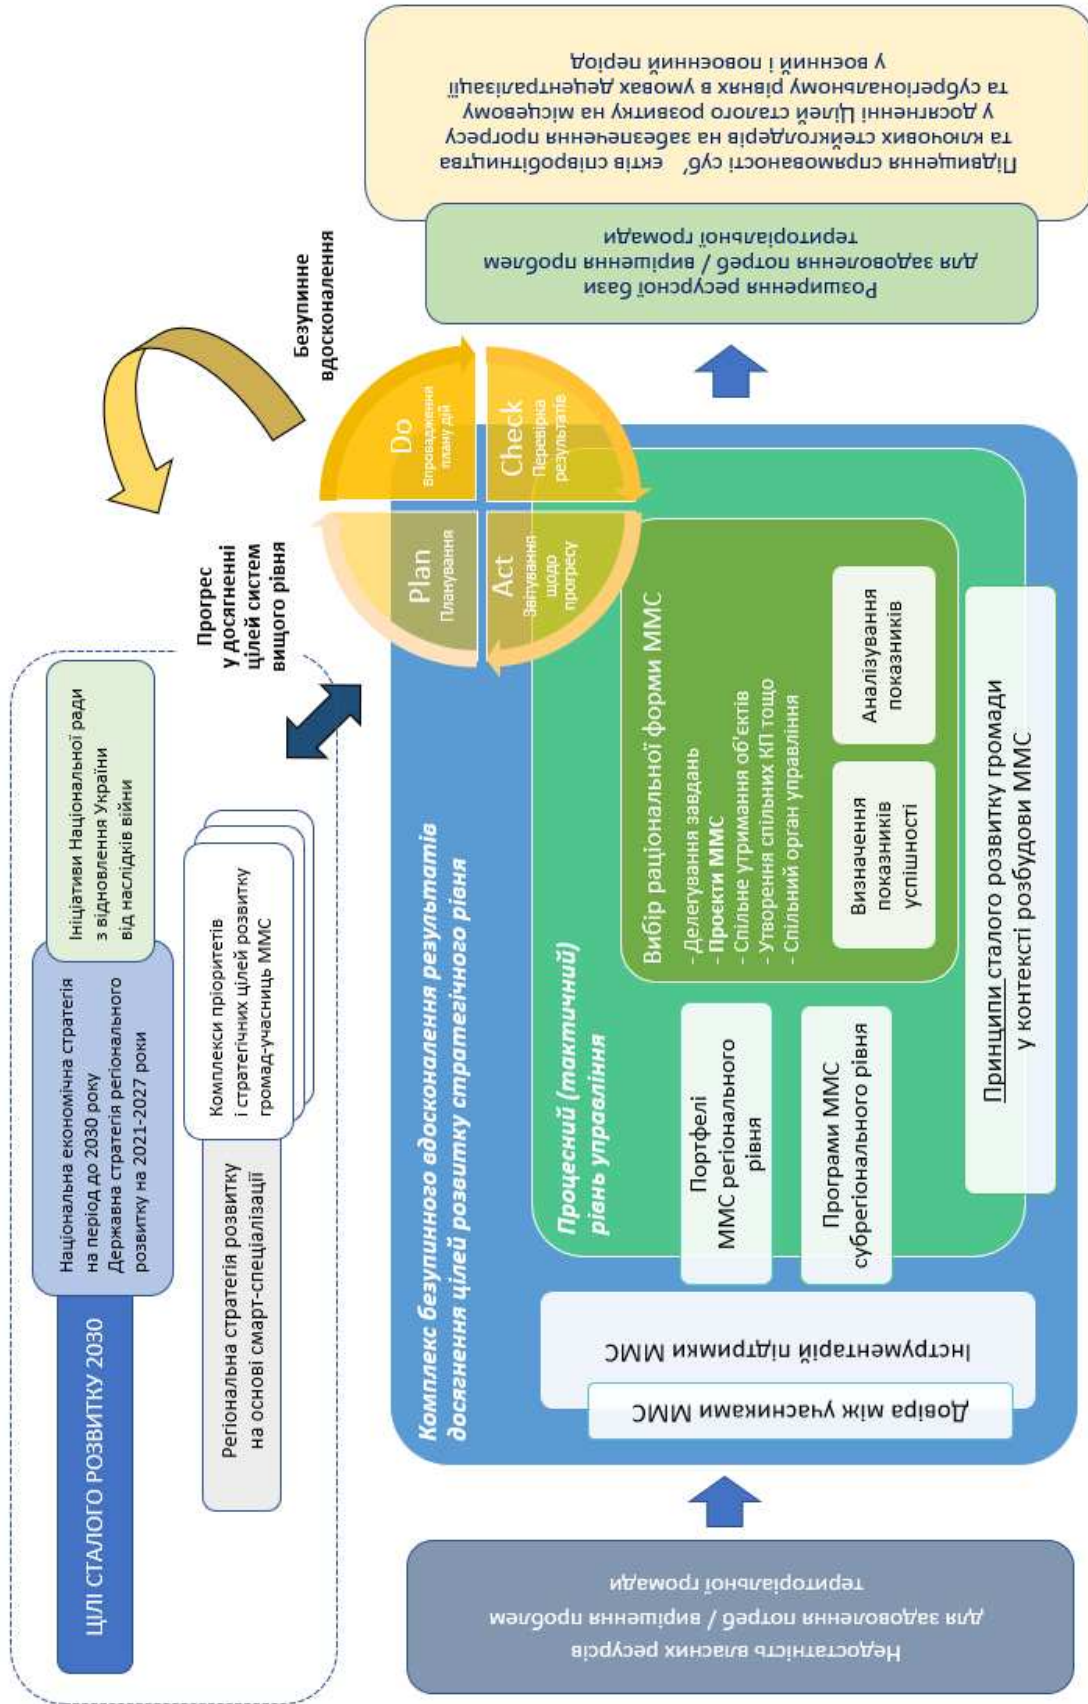 ЦІЛІ СТАЛОГО РОЗВИТКУ 2030
Національна економічна стратегія
на період до 2030 року
Державна стратегія регіонального
розвитку на 2021-2027 роки
Ініціативи Національної ради
з відновлення України
від наслідків війни
Регіональна стратегія розвитку
на основі смарт-спеціалізації
Комплекси пріоритетів
і стратегічних цілей розвитку
громад-учасниць ММС
Прогрес
у досягненні
цілей систем
вищого рівня
Безупинне
вдосконалення
Недостатність власних ресурсів
для задоволення потреб / вирішення проблем
територіальної громади
Комплекс безупинного вдосконалення результатів
досягнення цілей розвитку стратегічного рівня
Довіра між учасниками ММС
Інструментарій підтримки ММС
Процесний (тактичний)
рівнь управління
Портфелі
ММС регіонального
рівня
Програми ММС
субрегіонального рівня
Вибір раціональної форми ММС
- Делегування завдань
- Проєкти ММС
- Спільне утримання об'єктів
- Утворення спільних КП тощо
- Спільний орган управління
Визначення
показників
успішності
Аналізування
показників
Принципи сталого розвитку громади
у контексті розбудови ММС
Plan
Планування
Do
Впровадження
плану дій
Check
Перевірка
результатів
Act
Звітування
щодо
прогресу
Розширення ресурсної бази
для задоволення потреб / вирішення проблем
територіальної громади
Підвищення спрямованості суб’єктів співробітництва
та ключових стейкголдерів на забезпечення прогресу
у досягненні Цілей сталого розвитку на місцевому
та субрегіональному рівнях в умовах децентралізації
у воєнний і повоєнний період